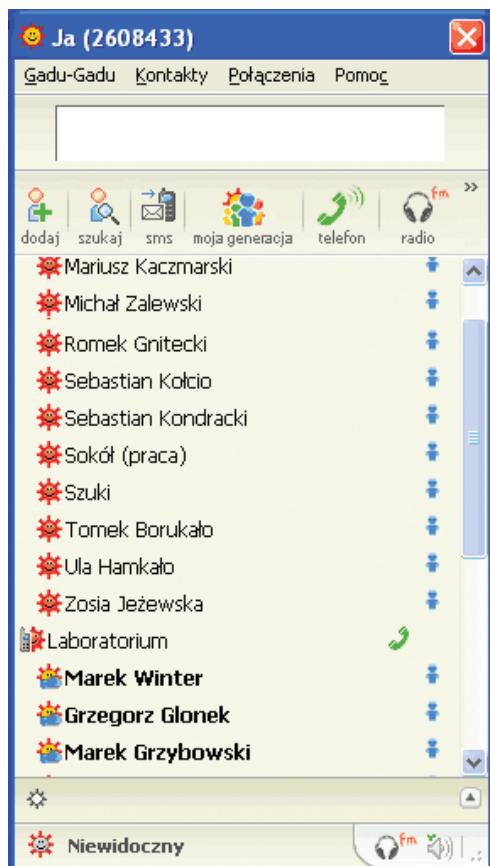 Ja (2608433)
Gadu-Gadu Kontakty Połączenia Pomoc
dodaj szukaj sms moja generacja telefon radio
fm
Mariusz Kaczmarski
Michał Zalewski
Romek Gnitecki
Sebastian Kołcio
Sebastian Kondracki
Sokół (praca)
Szuki
Tomek Borukało
Ula Hamkało
Zosia Jeżewska
Laboratorium
Marek Winter
Grzegorz Glonek
Marek Grzybowski
Niewidoczny
fm